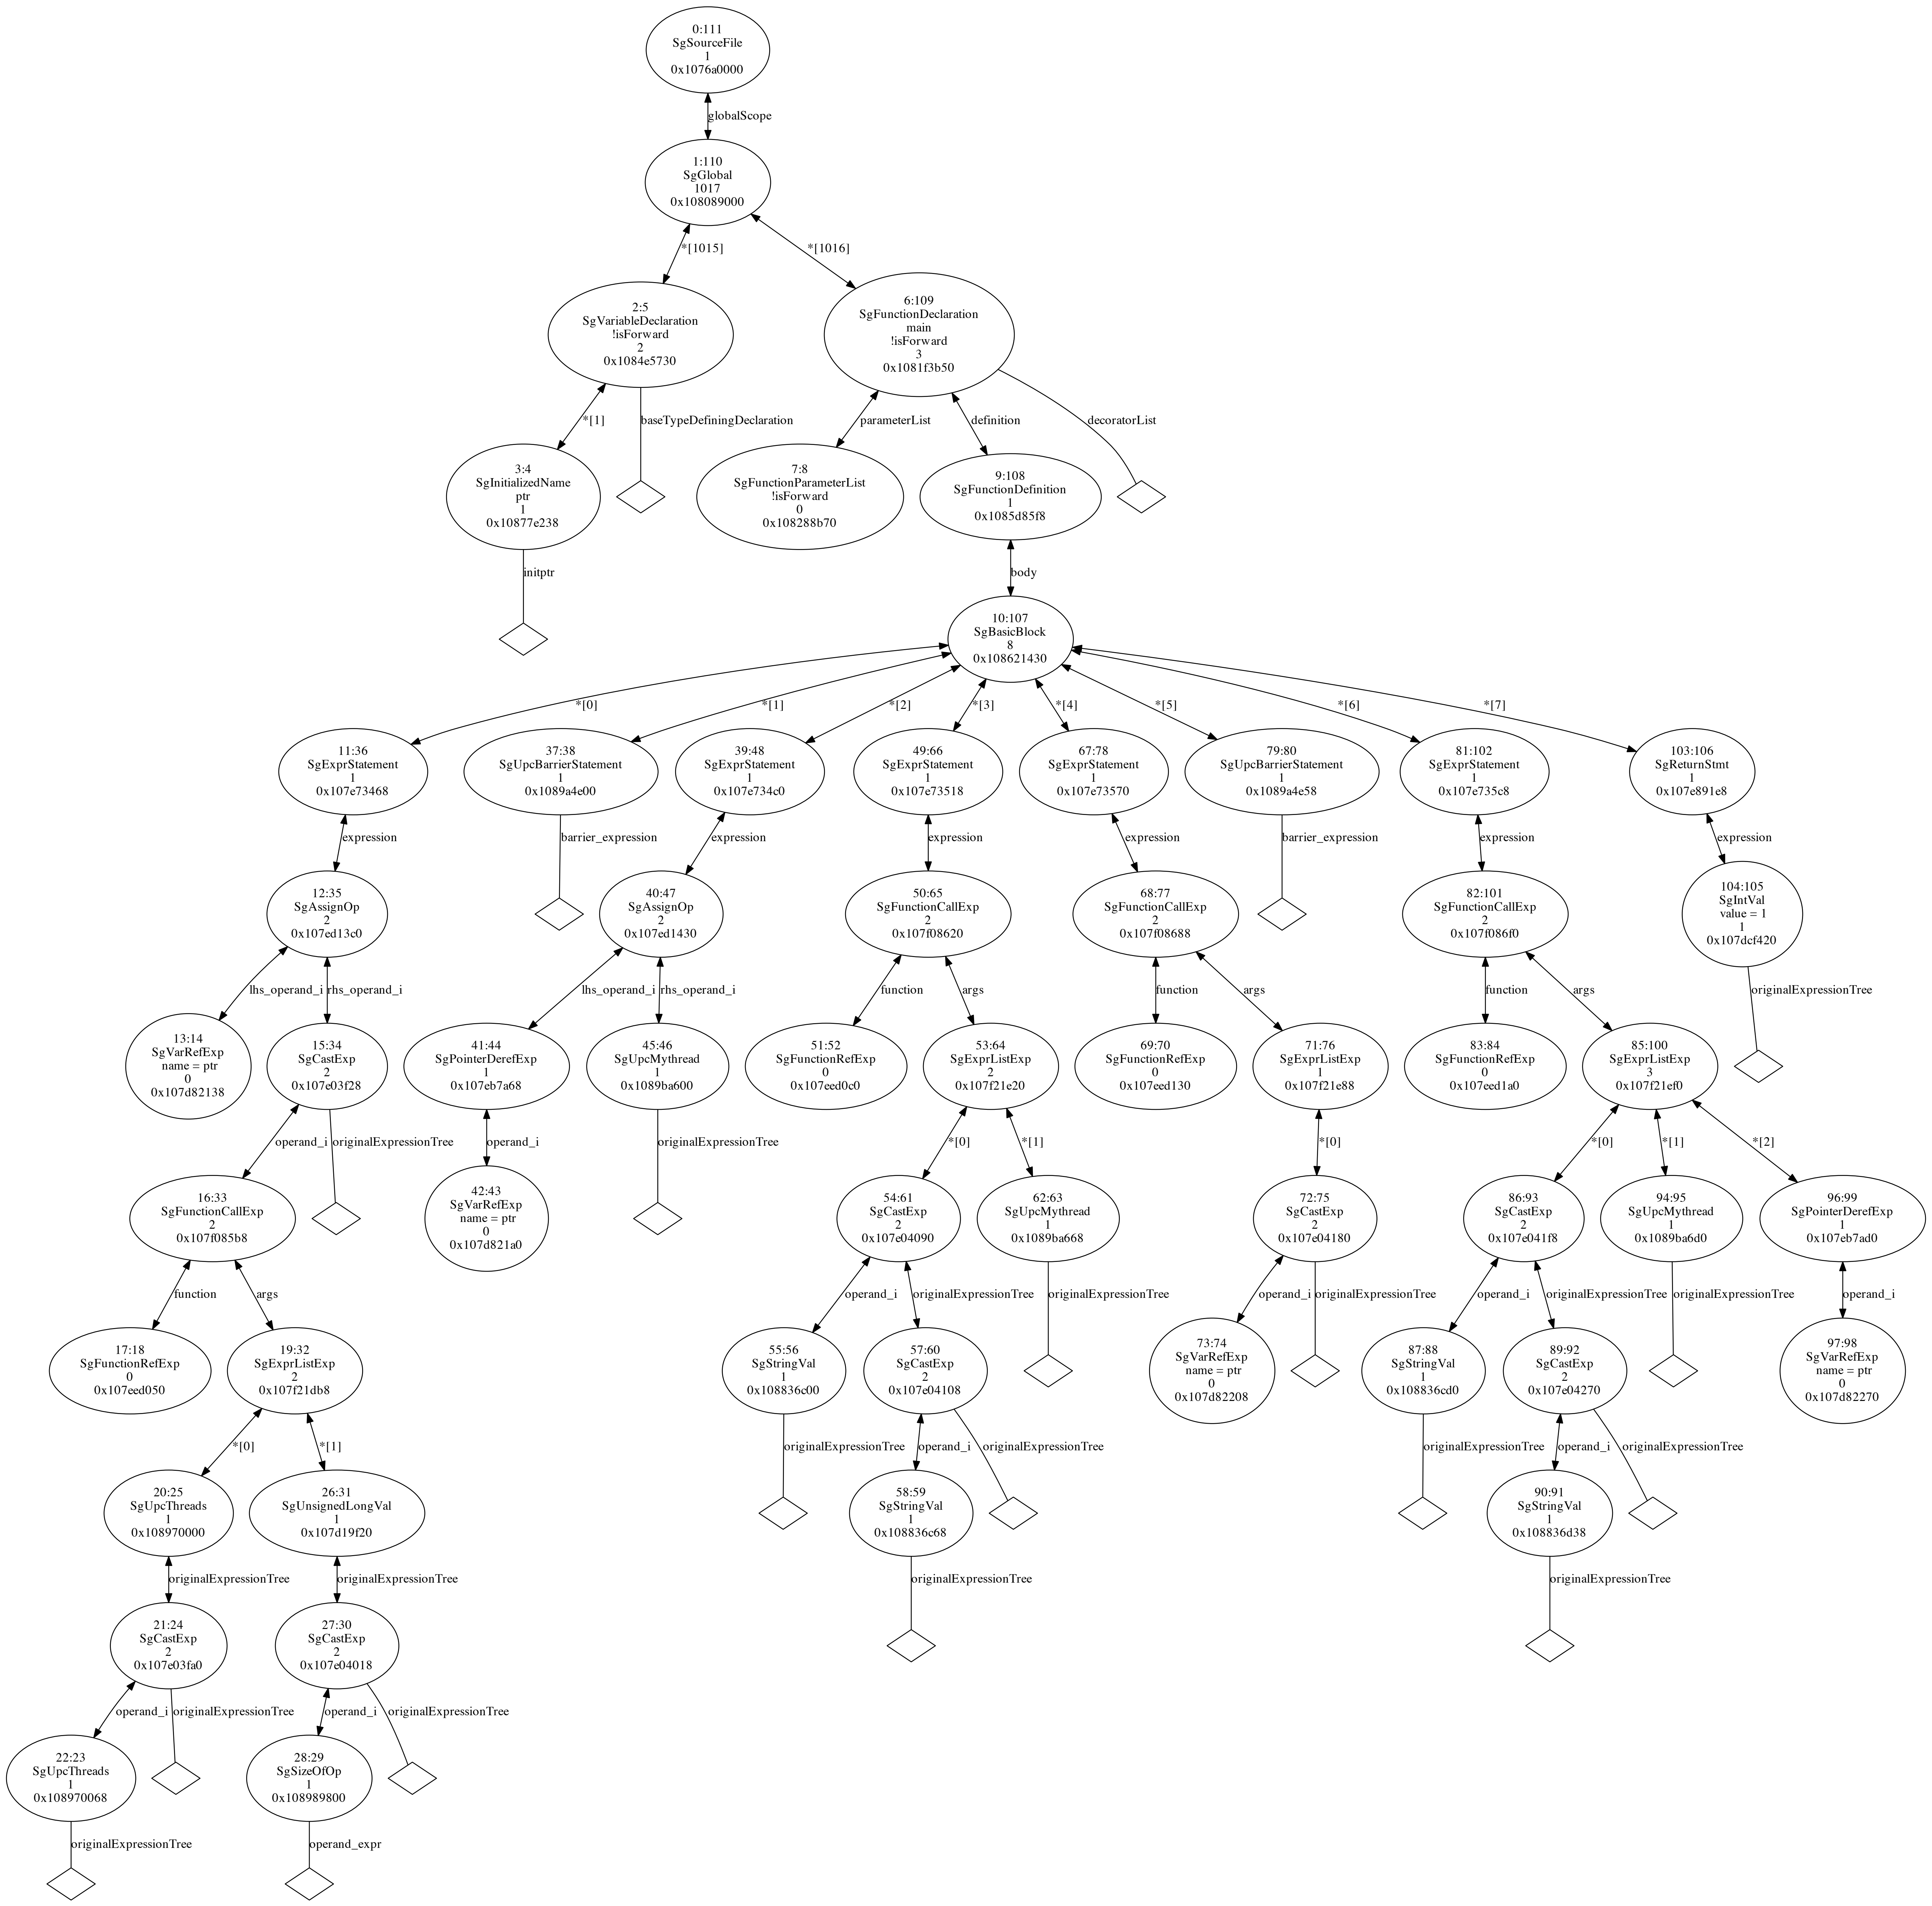 0:111
SgSourceFile
1
0x1076a0000
globalScope
1:110
SgGlobal
1017
0x108089000
*[1015]
*[1016]
2:5
SgVariableDeclaration
!isForward
2
0x1084e5730
6:109
SgFunctionDeclaration
main
!isForward
3
0x1081f3b50
*[1]
baseTypeDefiningDeclaration
parameterList
definition
decoratorList
3:4
SgInitializedName
ptr
1
0x10877e238
7:8
SgFunctionParameterList
!isForward
0
0x108288b70
9:108
SgFunctionDefinition
1
0x1085d85f8
initptr
body
10:107
SgBasicBlock
8
0x108621430
*[0]
*[1]
*[2]
*[3]
*[4]
*[5]
*[6]
*[7]
11:36
SgExprStatement
1
0x107e73468
37:38
SgUpcBarrierStatement
1
0x1089a4e00
39:48
SgExprStatement
1
0x107e734c0
49:66
SgExprStatement
1
0x107e73518
67:78
SgExprStatement
1
0x107e73570
79:80
SgUpcBarrierStatement
1
0x1089a4e58
81:102
SgExprStatement
1
0x107e735c8
103:106
SgReturnStmt
1
0x107e891e8
expression
barrier_expression
expression
expression
expression
barrier_expression
expression
expression
12:35
SgAssignOp
2
0x107ed13c0
40:47
SgAssignOp
2
0x107ed1430
50:65
SgFunctionCallExp
2
0x107f08620
68:77
SgFunctionCallExp
2
0x107f08688
82:101
SgFunctionCallExp
2
0x107f086f0
104:105
SgIntVal
value = 1
1
0x107dcf420
lhs_operand_i
rhs_operand_i
lhs_operand_i
rhs_operand_i
function
args
function
args
function
args
originalExpressionTree
13:14
SgVarRefExp
name = ptr
0
0x107d82138
15:34
SgCastExp
2
0x107e03f28
41:44
SgPointerDerefExp
1
0x107eb7a68
45:46
SgUpcMythread
1
0x1089ba600
51:52
SgFunctionRefExp
0
0x107eed0c0
53:64
SgExprListExp
2
0x107f21e20
69:70
SgFunctionRefExp
0
0x107eed130
71:76
SgExprListExp
1
0x107f21e88
83:84
SgFunctionRefExp
0
0x107eed1a0
85:100
SgExprListExp
3
0x107f21ef0
operand_i
originalExpressionTree
operand_i
originalExpressionTree
*[0]
*[1]
*[0]
*[0]
*[1]
*[2]
16:33
SgFunctionCallExp
2
0x107f085b8
42:43
SgVarRefExp
name = ptr
0
0x107d821a0
54:61
SgCastExp
2
0x107e04090
62:63
SgUpcMythread
1
0x1089ba668
72:75
SgCastExp
2
0x107e04180
86:93
SgCastExp
2
0x107e041f8
94:95
SgUpcMythread
1
0x1089ba6d0
96:99
SgPointerDerefExp
1
0x107eb7ad0
function
args
operand_i
originalExpressionTree
originalExpressionTree
operand_i
originalExpressionTree
operand_i
originalExpressionTree
originalExpressionTree
operand_i
17:18
SgFunctionRefExp
0
0x107eed050
19:32
SgExprListExp
2
0x107f21db8
55:56
SgStringVal
1
0x108836c00
57:60
SgCastExp
2
0x107e04108
73:74
SgVarRefExp
name = ptr
0
0x107d82208
87:88
SgStringVal
1
0x108836cd0
89:92
SgCastExp
2
0x107e04270
97:98
SgVarRefExp
name = ptr
0
0x107d82270
*[0]
*[1]
originalExpressionTree
operand_i
originalExpressionTree
originalExpressionTree
operand_i
originalExpressionTree
20:25
SgUpcThreads
1
0x108970000
26:31
SgUnsignedLongVal
1
0x107d19f20
58:59
SgStringVal
1
0x108836c68
90:91
SgStringVal
1
0x108836d38
originalExpressionTree
originalExpressionTree
originalExpressionTree
originalExpressionTree
21:24
SgCastExp
2
0x107e03fa0
27:30
SgCastExp
2
0x107e04018
operand_i
originalExpressionTree
operand_i
originalExpressionTree
22:23
SgUpcThreads
1
0x108970068
28:29
SgSizeOfOp
1
0x108989800
originalExpressionTree
operand_expr